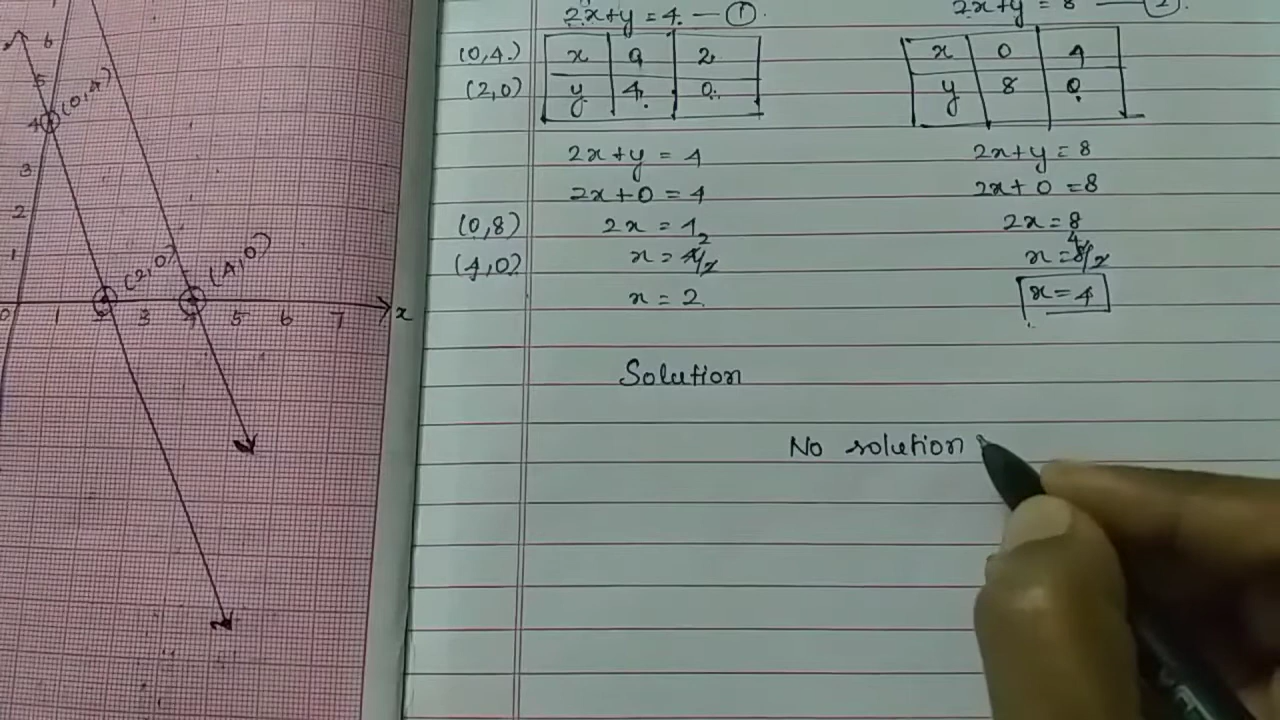 2x+y = 4 — ①
(0,4) x 0 2
(2,0) y 4 0
2x+y = 4
2x+0 = 4
(0,8) 2x = 4
(4,0) x = 4/2 2
x = 2
2x+y = 8 — ②
x 0 4
y 8 0
2x+y = 8
2x+0 = 8
2x = 8
x = 8/2 4
x = 4
Solution
No solution
6
5
(0,4)
4
3
2
1
(2,0) (4,0)
0 1 2 3 4 5 6 7 x